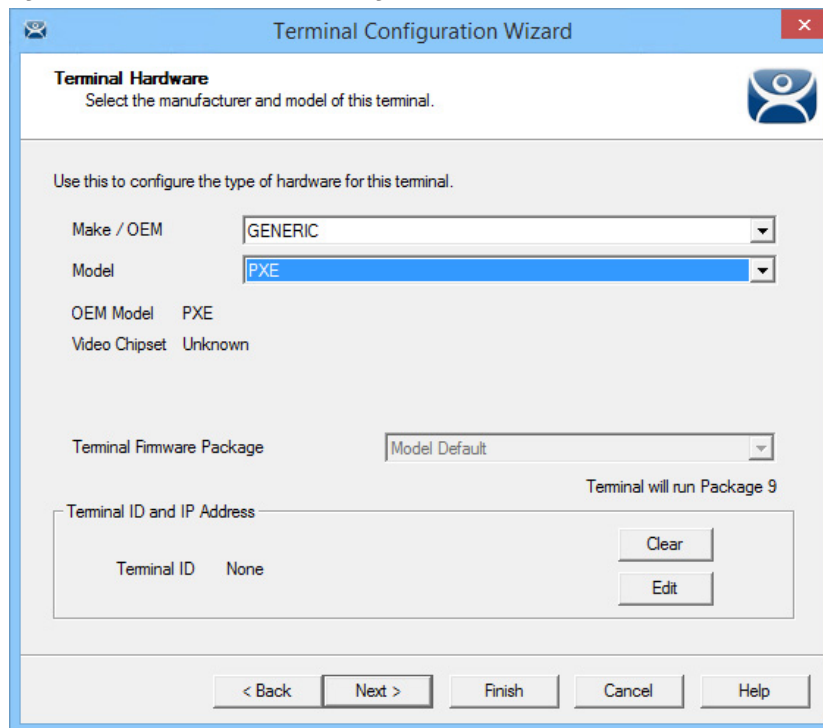 Terminal Configuration Wizard
Terminal Hardware
Select the manufacturer and model of this terminal.
Use this to configure the type of hardware for this terminal.
Make / OEM GENERIC
Model PXE
OEM Model PXE
Video Chipset Unknown
Terminal Firmware Package Model Default
Terminal will run Package 9
Terminal ID and IP Address
Clear
Terminal ID None
Edit
< Back Next > Finish Cancel Help